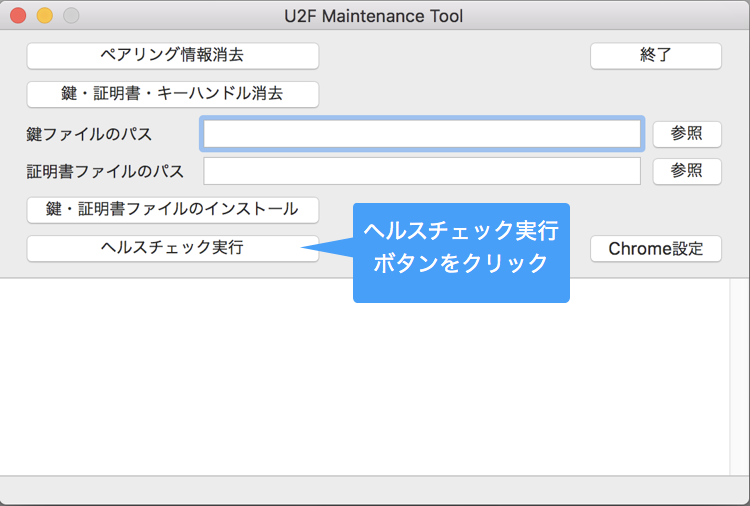 U2F Maintenance Tool
ペアリング情報消去
終了
鍵・証明書・キーハンドル消去
鍵ファイルのパス
参照
証明書ファイルのパス
参照
鍵・証明書ファイルのインストール
ヘルスチェック実行
ヘルスチェック実行
ボタンをクリック
Chrome設定